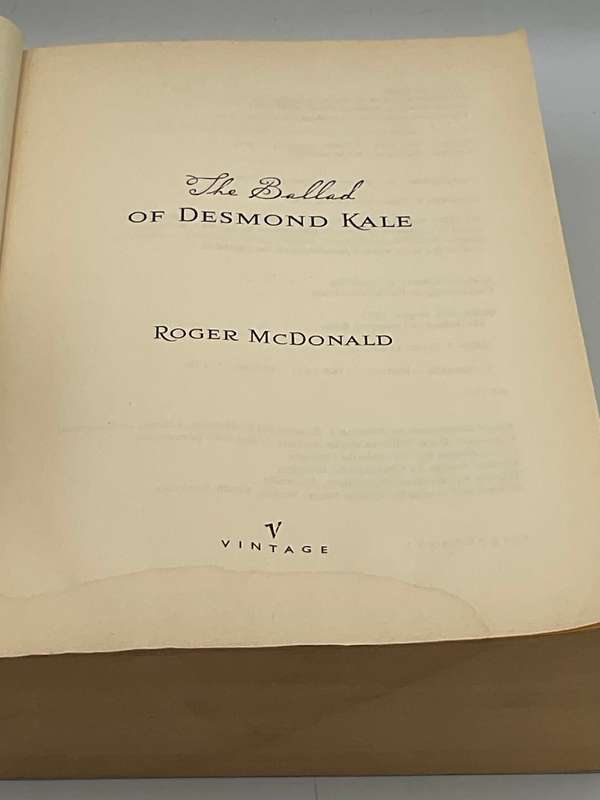 The Ballad
OF DESMOND KALE
ROGER MCDONALD
V
VINTAGE